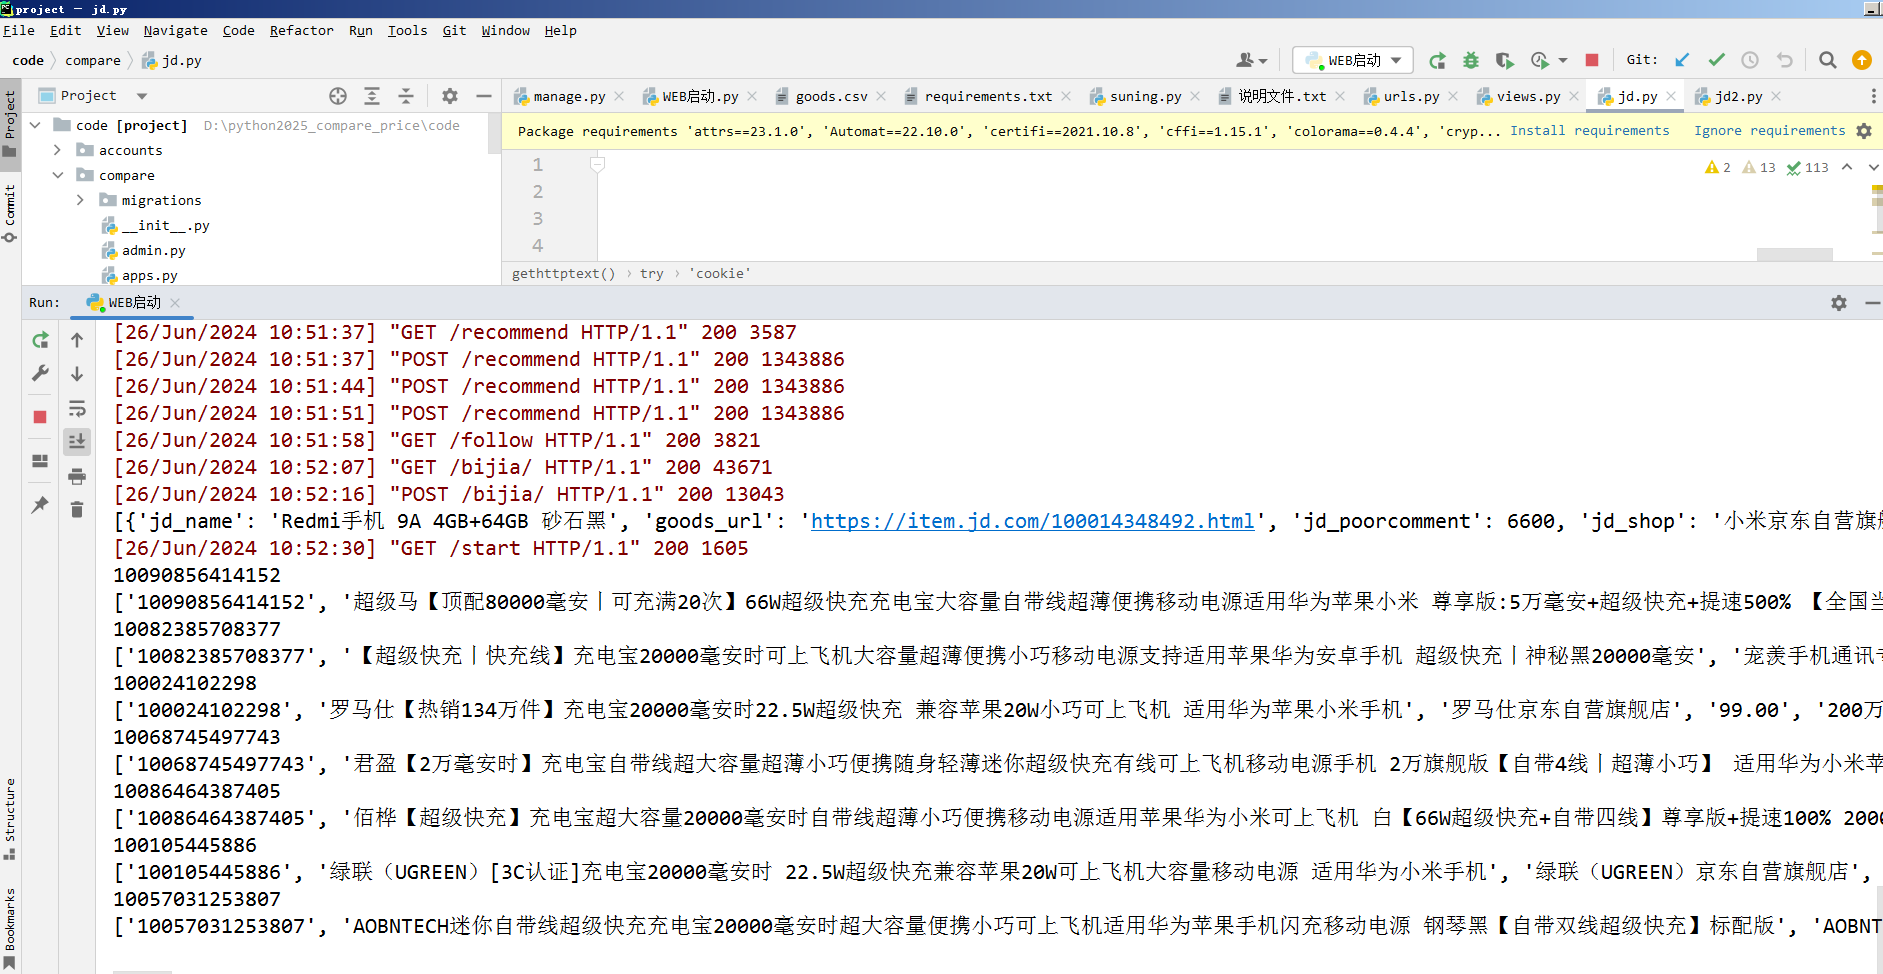 project - jd.py
File Edit View Navigate Code Refactor Run Tools Git Window Help
code compare jd.py WEB启动 Git:
Project
manage.py WEB启动.py goods.csv requirements.txt suning.py 说明文件.txt urls.py views.py jd.py jd2.py
code [project] D:\python2025_compare_price\code
accounts
compare
migrations
__init__.py
admin.py
apps.py
Package requirements 'attrs==23.1.0', 'Automat==22.10.0', 'certifi==2021.10.8', 'cffi==1.15.1', 'colorama==0.4.4', 'cryp... Install requirements Ignore requirements
1
2
3
4
2 13 113
gethttptext() › try › 'cookie'
Project
Commit
Structure
Bookmarks
Run: WEB启动
[26/Jun/2024 10:51:37] "GET /recommend HTTP/1.1" 200 3587
[26/Jun/2024 10:51:37] "POST /recommend HTTP/1.1" 200 1343886
[26/Jun/2024 10:51:44] "POST /recommend HTTP/1.1" 200 1343886
[26/Jun/2024 10:51:51] "POST /recommend HTTP/1.1" 200 1343886
[26/Jun/2024 10:51:58] "GET /follow HTTP/1.1" 200 3821
[26/Jun/2024 10:52:07] "GET /bijia/ HTTP/1.1" 200 43671
[26/Jun/2024 10:52:16] "POST /bijia/ HTTP/1.1" 200 13043
[{'jd_name': 'Redmi手机 9A 4GB+64GB 砂石黑', 'goods_url': 'https://item.jd.com/100014348492.html', 'jd_poorcomment': 6600, 'jd_shop': '小米京东自营旗舰
[26/Jun/2024 10:52:30] "GET /start HTTP/1.1" 200 1605
10090856414152
['10090856414152', '超级马【顶配80000毫安丨可充满20次】66W超级快充充电宝大容量自带线超薄便携移动电源适用华为苹果小米 尊享版:5万毫安+超级快充+提速500% 【全国当
10082385708377
['10082385708377', '【超级快充丨快充线】充电宝20000毫安时可上飞机大容量超薄便携小巧移动电源支持适用苹果华为安卓手机 超级快充丨神秘黑20000毫安', '宠羡手机通讯专
100024102298
['100024102298', '罗马仕【热销134万件】充电宝20000毫安时22.5W超级快充 兼容苹果20W小巧可上飞机 适用华为苹果小米手机', '罗马仕京东自营旗舰店', '99.00', '200万
10068745497743
['10068745497743', '君盈【2万毫安时】充电宝自带线超大容量超薄小巧便携随身轻薄迷你超级快充有线可上飞机移动电源手机 2万旗舰版【自带4线丨超薄小巧】 适用华为小米苹
10086464387405
['10086464387405', '佰桦【超级快充】充电宝超大容量20000毫安时自带线超薄小巧便携移动电源适用苹果华为小米可上飞机 白【66W超级快充+自带四线】尊享版+提速100% 2000
100105445886
['100105445886', '绿联（UGREEN）[3C认证]充电宝20000毫安时 22.5W超级快充兼容苹果20W可上飞机大容量移动电源 适用华为小米手机', '绿联（UGREEN）京东自营旗舰店',
10057031253807
['10057031253807', 'AOBNTECH迷你自带线超级快充充电宝20000毫安时超大容量便携小巧可上飞机适用华为苹果手机闪充移动电源 钢琴黑【自带双线超级快充】标配版', 'AOBNT